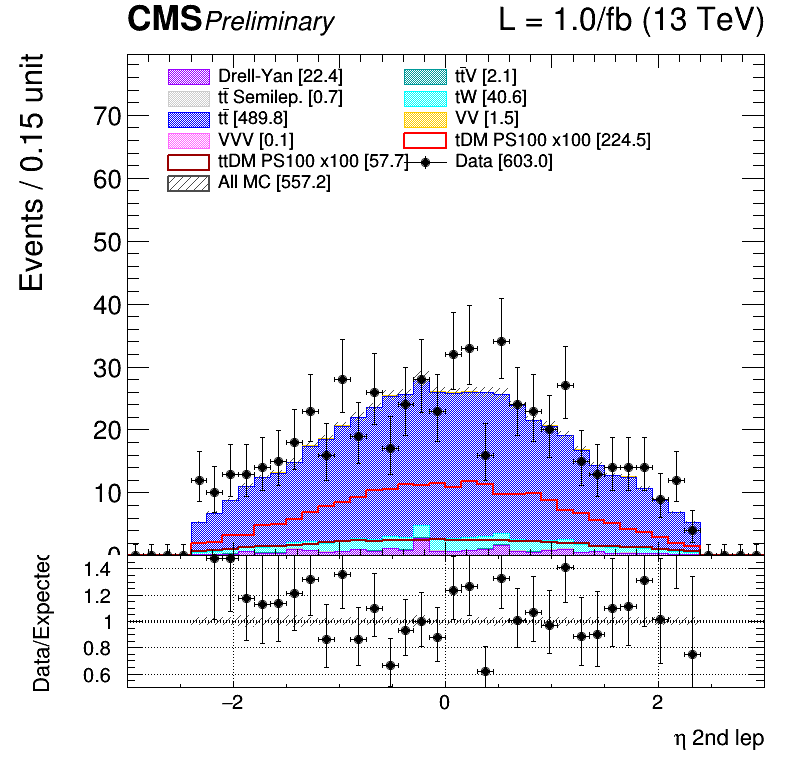 CMS Preliminary L = 1.0/fb (13 TeV)
Events / 0.15 unit
Drell-Yan [22.4]
tt̄V [2.1]
tt̄ Semilep. [0.7]
tW [40.6]
tt̄ [489.8]
VV [1.5]
VVV [0.1]
tDM PS100 x100 [224.5]
ttDM PS100 x100 [57.7]
Data [603.0]
All MC [557.2]
70
60
50
40
30
20
10
0
Data/Expected
1.4
1.2
1
0.8
0.6
−2 0 2
η 2nd lep